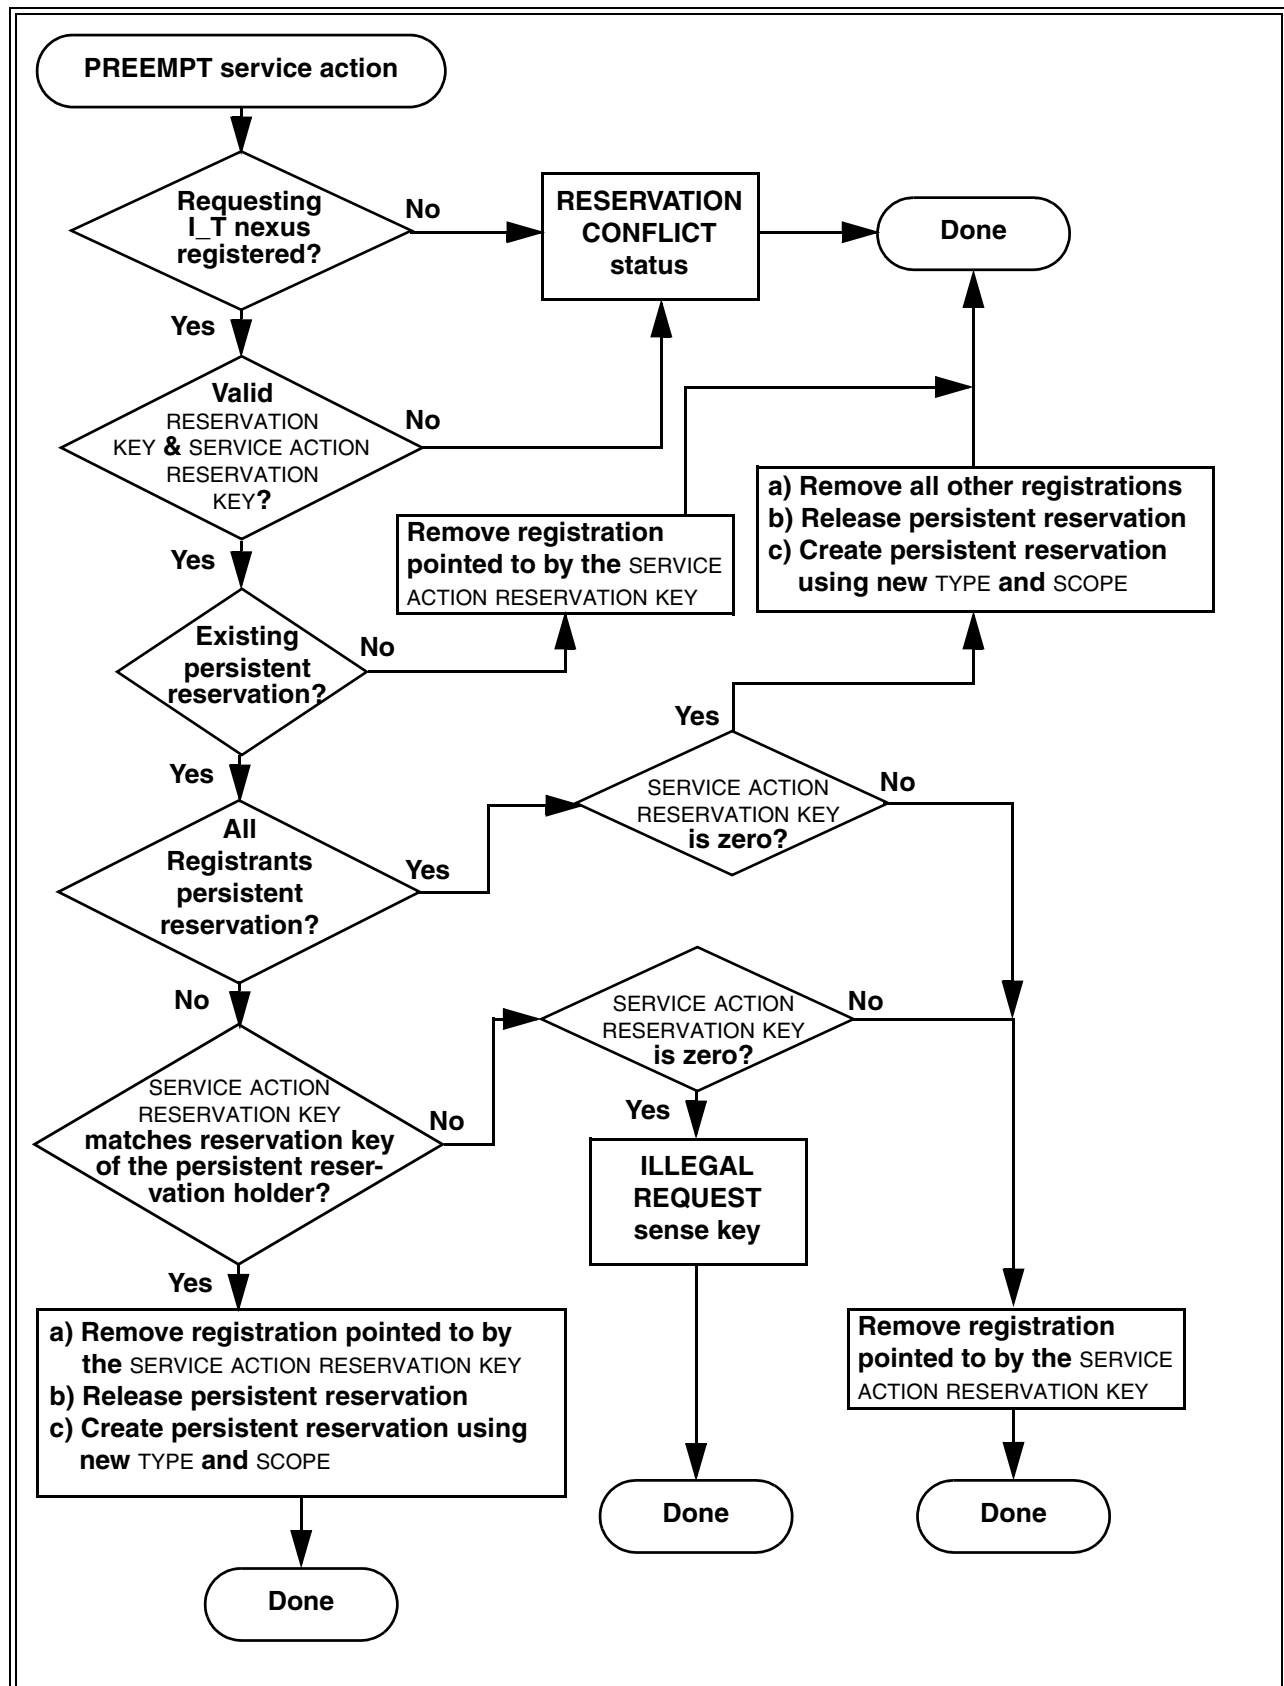 PREEMPT service action
Requesting
I_T nexus
registered?
No
RESERVATION
CONFLICT
status
Done
Yes
Valid
RESERVATION
KEY & SERVICE ACTION
RESERVATION
KEY?
No
Yes
Remove registration
pointed to by the SERVICE
ACTION RESERVATION KEY
a) Remove all other registrations
b) Release persistent reservation
c) Create persistent reservation
using new TYPE and SCOPE
Existing
persistent
reservation?
No
Yes
Yes
SERVICE ACTION
RESERVATION KEY
is zero?
No
All
Registrants
persistent
reservation?
Yes
No
SERVICE ACTION
RESERVATION KEY
is zero?
No
Yes
SERVICE ACTION
RESERVATION KEY
matches reservation key
of the persistent reser-
vation holder?
No
Yes
ILLEGAL
REQUEST
sense key
a) Remove registration pointed to by
the SERVICE ACTION RESERVATION KEY
b) Release persistent reservation
c) Create persistent reservation using
new TYPE and SCOPE
Remove registration
pointed to by the SERVICE
ACTION RESERVATION KEY
Done
Done
Done